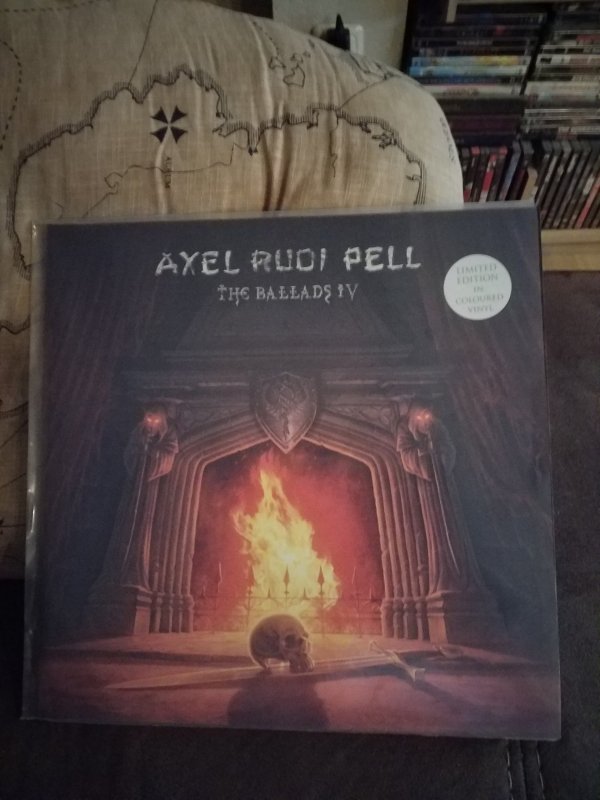 AXEL RUDI PELL
THE BALLADS IV
LIMITED
EDITION
IN
COLOURED
VINYL